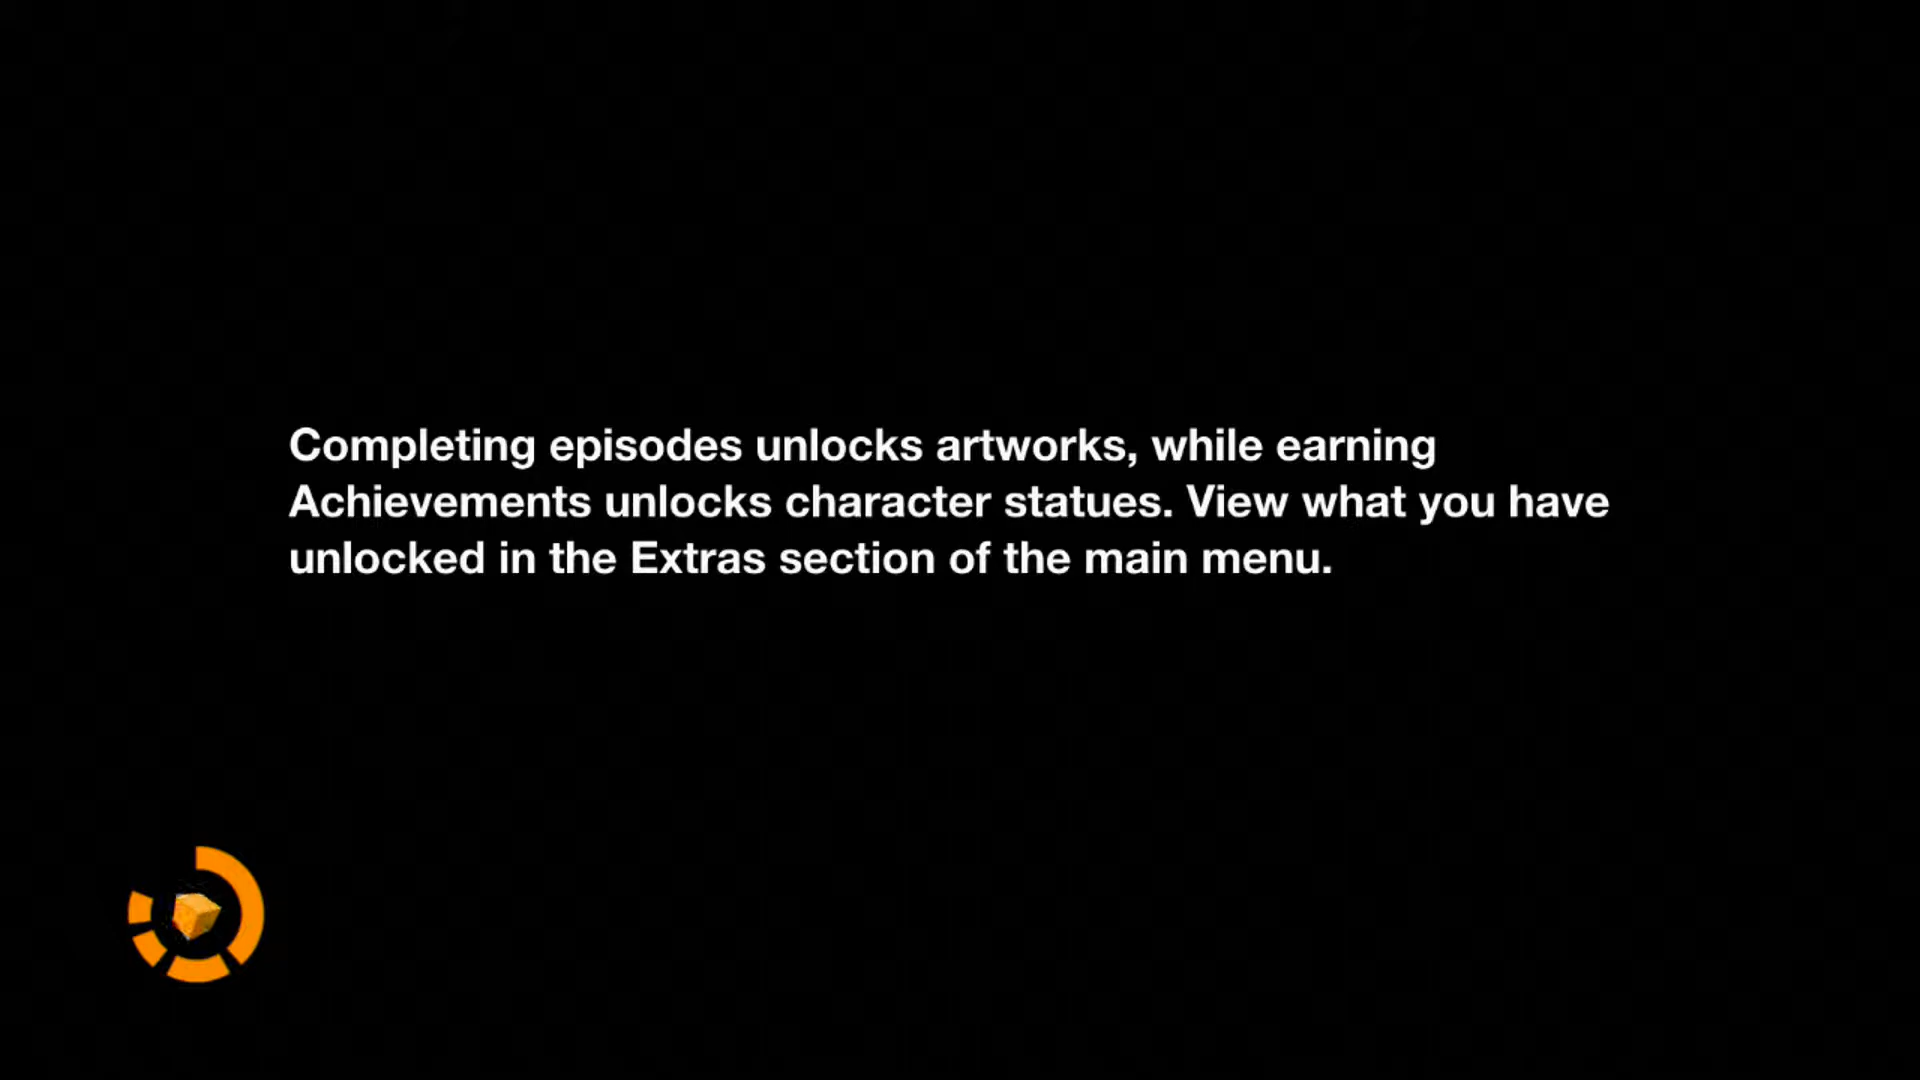 Completing episodes unlocks artworks, while earning
Achievements unlocks character statues. View what you have
unlocked in the Extras section of the main menu.